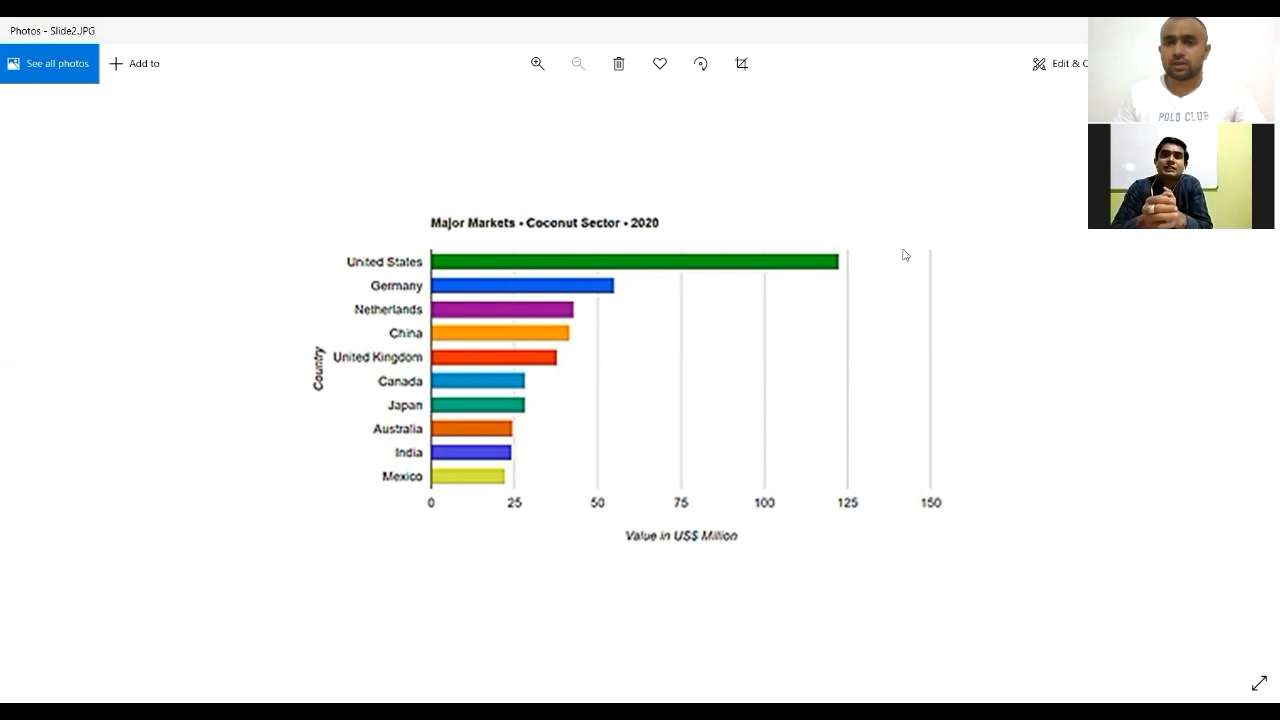 Photos - Slide2.JPG
See all photos
Add to
Edit & C
POLO CLUB
Major Markets - Coconut Sector - 2020
United States
Germany
Netherlands
China
United Kingdom
Canada
Japan
Australia
India
Mexico
Country
0 25 50 75 100 125 150
Value in US$ Million